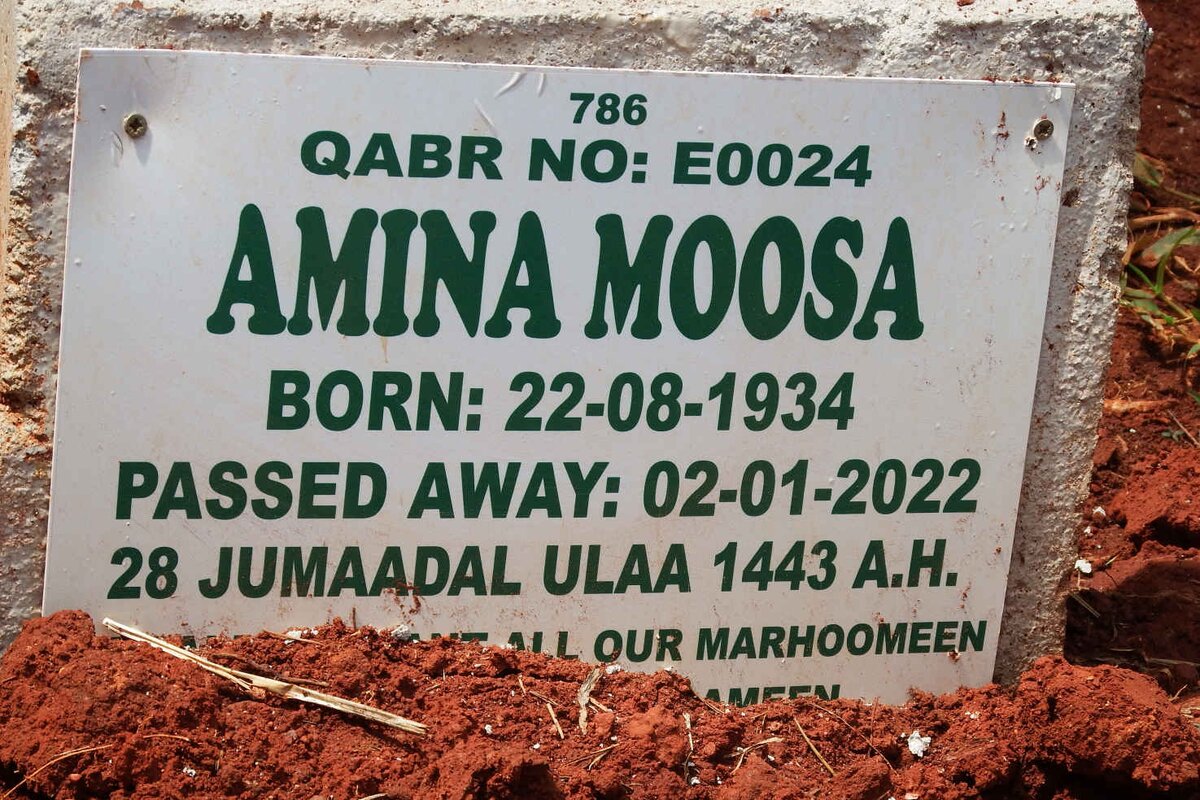 786
QABR NO: E0024
AMINA MOOSA
BORN: 22-08-1934
PASSED AWAY: 02-01-2022
28 JUMAADAL ULAA 1443 A.H.
ALL OUR MARHOOMEEN
AMEEN